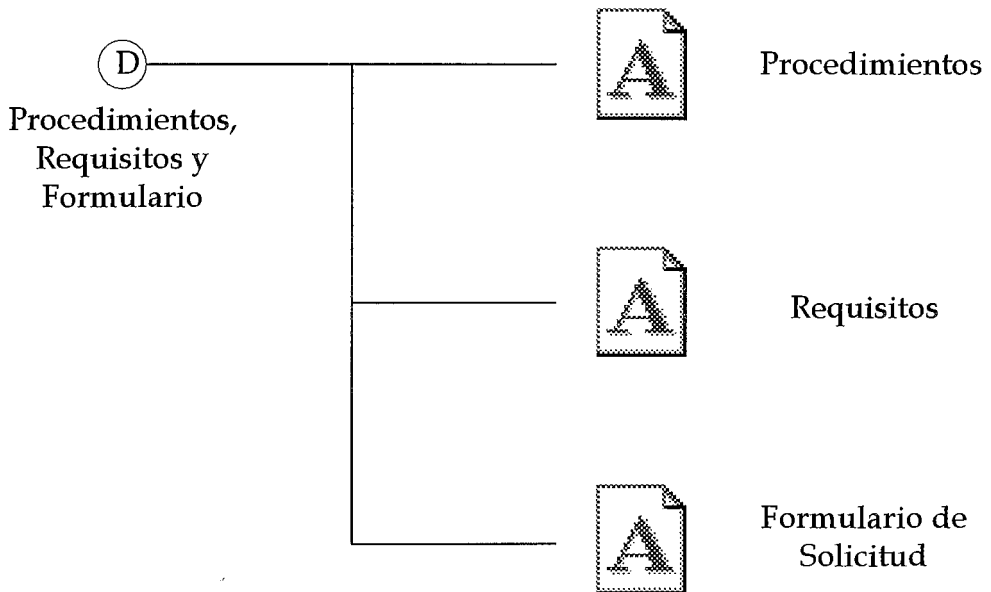 D
Procedimientos,
Requisitos y
Formulario
A
Procedimientos
A
Requisitos
A
Formulario de
Solicitud